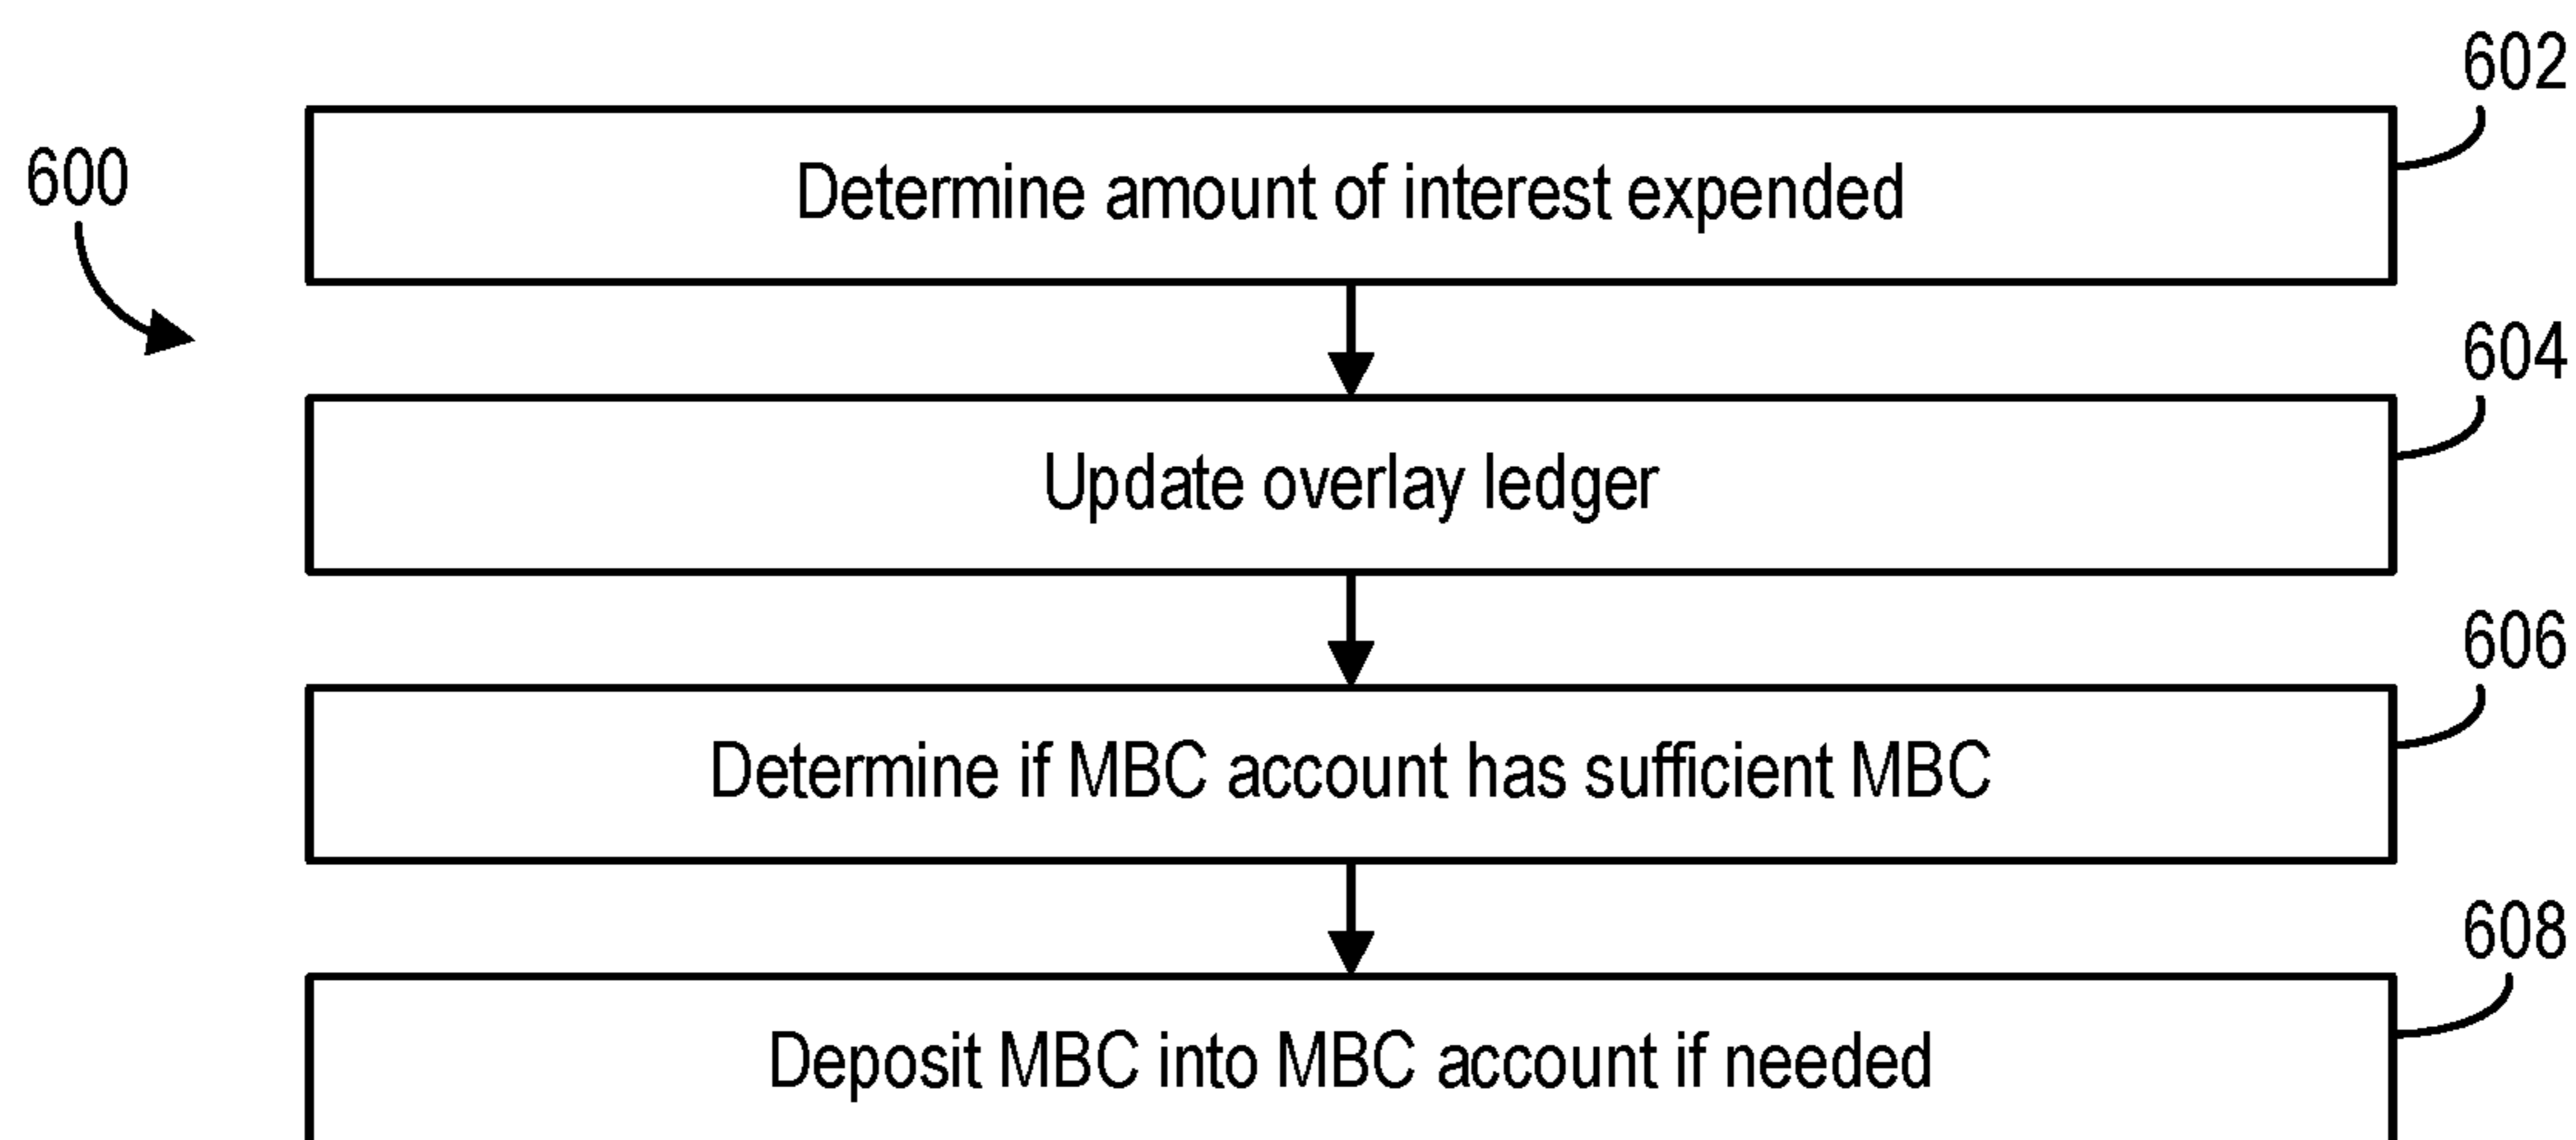 602
600
Determine amount of interest expended
604
Update overlay ledger
606
Determine if MBC account has sufficient MBC
608
Deposit MBC into MBC account if needed